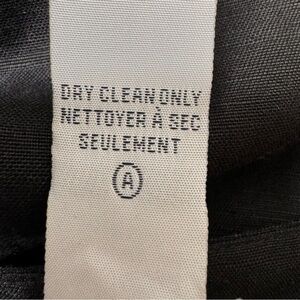 DRY CLEAN ONLY
NETTOYER À SEC
SEULEMENT
A